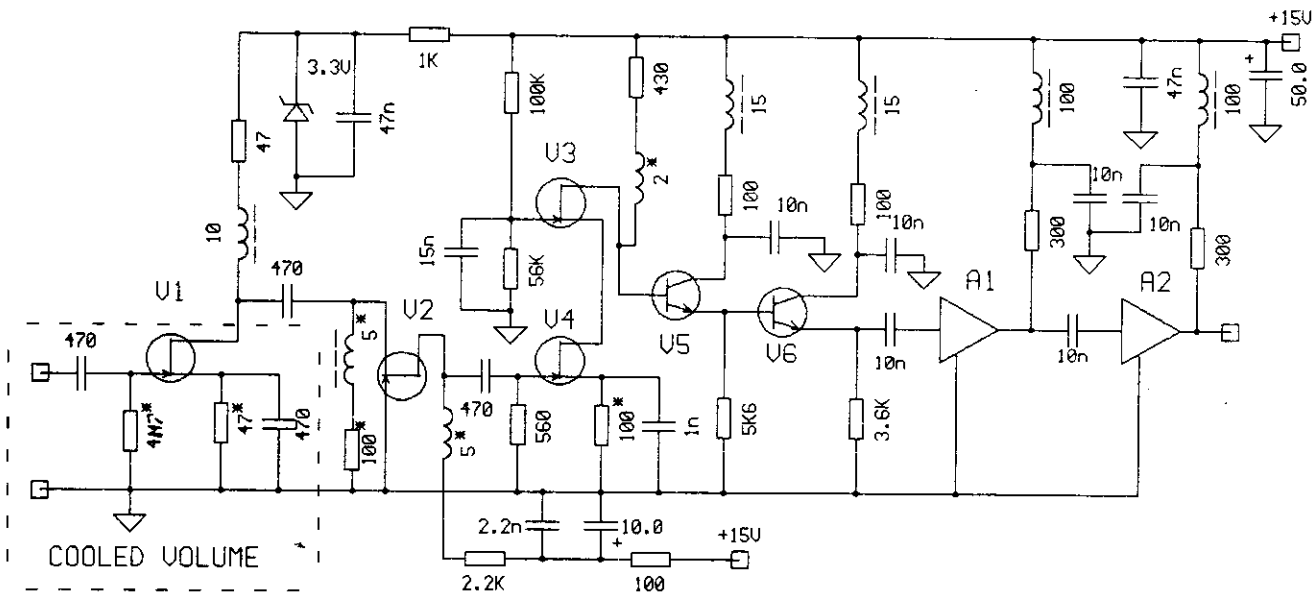 +15V
1K
3.3V
47n
47
10
100K
430
2*
15
15
100
47n
100
50.0
V3
100
100
10n
10n
10n
10n
300
300
15n
56K
470
V1
V2
V4
V5
V6
A1
A2
470
5*
470
10n
10n
4M7*
47*
470
100*
5*
560
100*
1n
5K6
3.6K
COOLED VOLUME
2.2n
10.0
+
+15V
2.2K
100
+